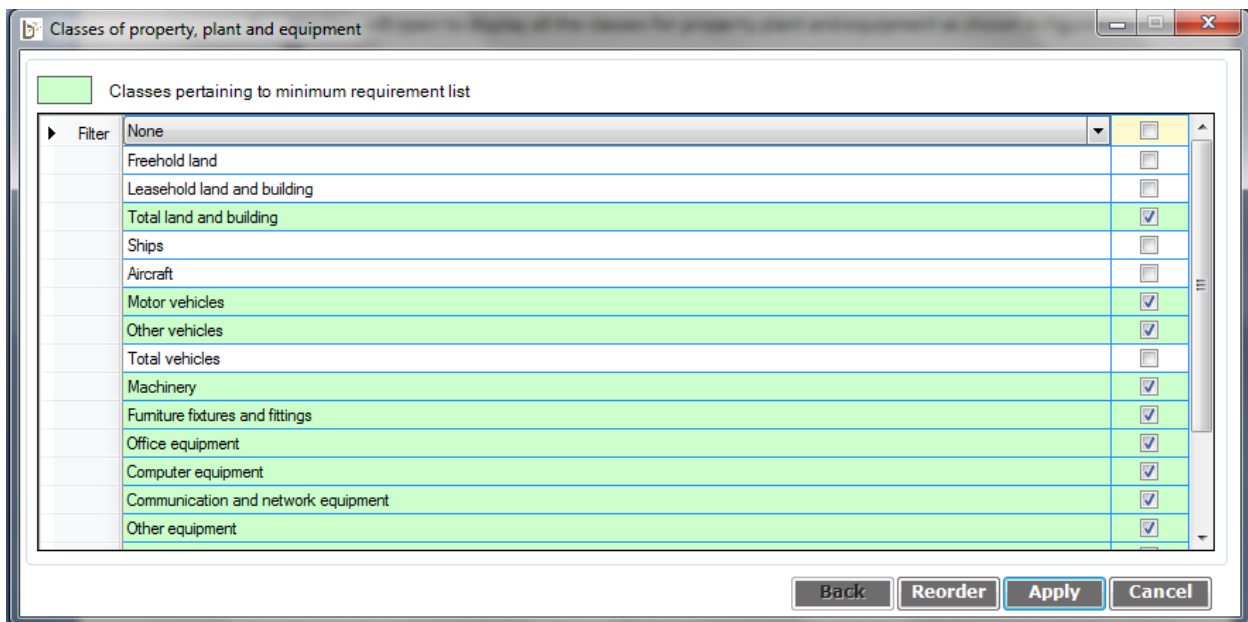 Classes of property, plant and equipment
Classes pertaining to minimum requirement list
Filter None
Freehold land
Leasehold land and building
Total land and building
Ships
Aircraft
Motor vehicles
Other vehicles
Total vehicles
Machinery
Furniture fixtures and fittings
Office equipment
Computer equipment
Communication and network equipment
Other equipment
Back Reorder Apply Cancel